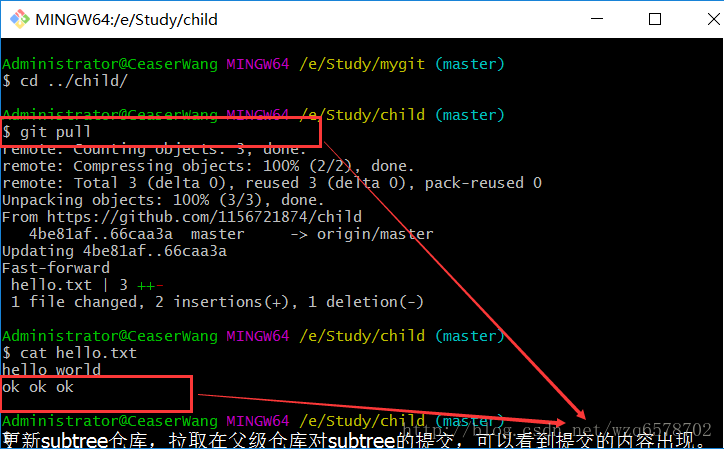 MINGW64:/e/Study/child
Administrator@CeaserWang MINGW64 /e/Study/mygit (master)
$ cd ../child/
Administrator@CeaserWang MINGW64 /e/Study/child (master)
$ git pull
remote: Counting objects: 3, done.
remote: Compressing objects: 100% (2/2), done.
remote: Total 3 (delta 0), reused 3 (delta 0), pack-reused 0
Unpacking objects: 100% (3/3), done.
From https://github.com/1156721874/child
   4be81af..66caa3a  master     -> origin/master
Updating 4be81af..66caa3a
Fast-forward
 hello.txt | 3 ++-
 1 file changed, 2 insertions(+), 1 deletion(-)
Administrator@CeaserWang MINGW64 /e/Study/child (master)
$ cat hello.txt
hello world
ok ok ok
Administrator@CeaserWang MINGW64 /e/Study/child (master)
http://blog.csdn.net/wzq6578702
更新subtree仓库，拉取在父级仓库对subtree的提交，可以看到提交的内容出现。